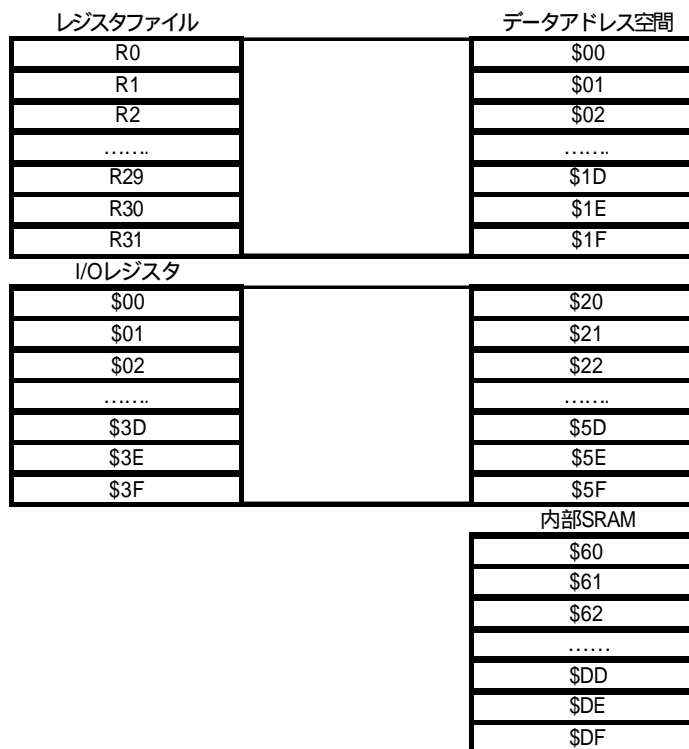 レジスタファイル データアドレス空間
R0 $00
R1 $01
R2 $02
……. …….
R29 $1D
R30 $1E
R31 $1F
I/Oレジスタ
$00 $20
$01 $21
$02 $22
……. …….
$3D $5D
$3E $5E
$3F $5F
内部SRAM
$60
$61
$62
……
$DD
$DE
$DF